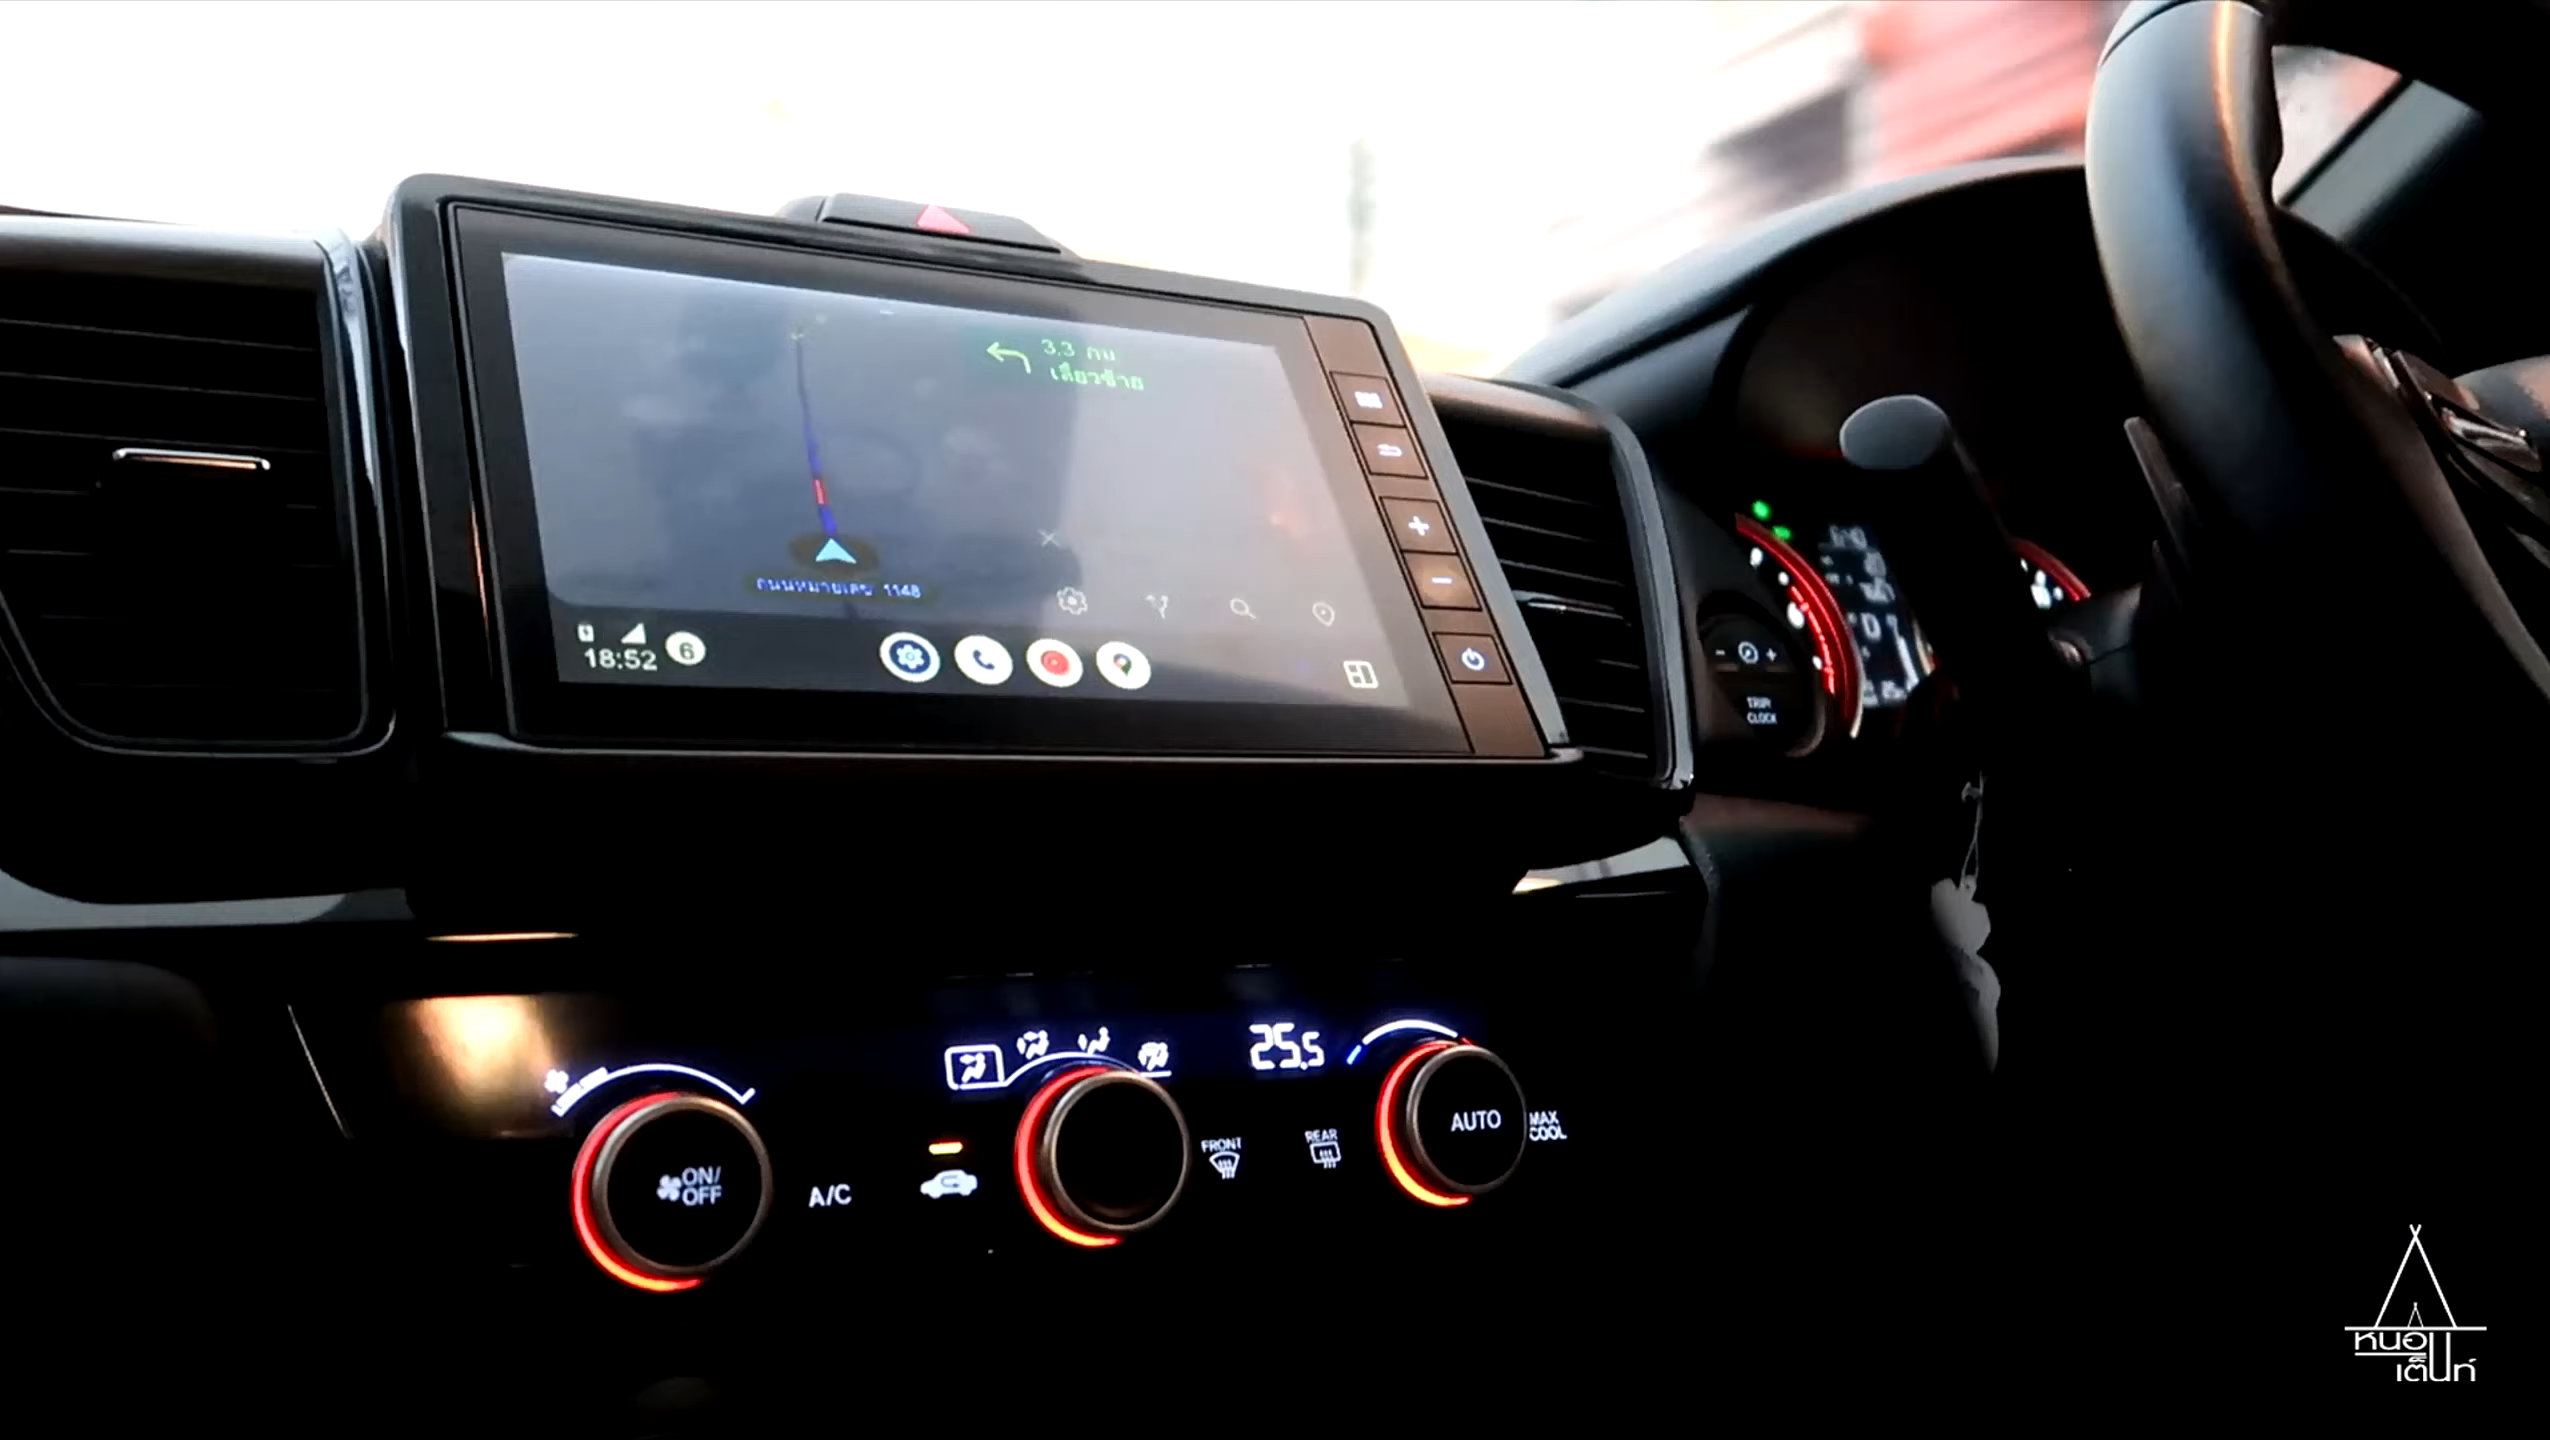 3.3 กม
เลี้ยวซ้าย
ถนนหมายเลข 1148
18:52
6
TRIP/
CLOCK
D
25.5
ON/
OFF
A/C
FRONT
REAR
AUTO
MAX
COOL
หนอน
เต็นท์